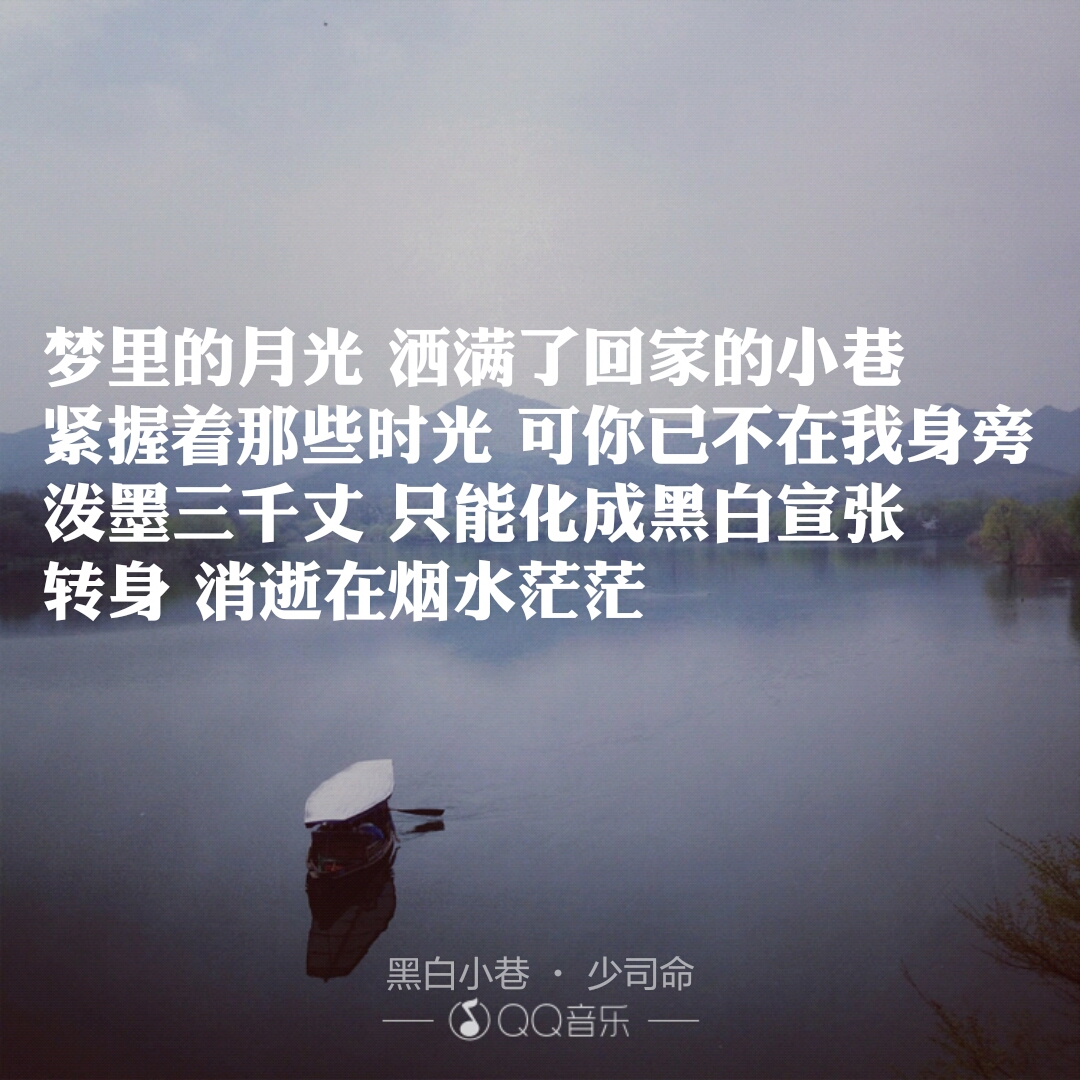 梦里的月光 洒满了回家的小巷
紧握着那些时光 可你已不在我身旁
泼墨三千丈 只能化成黑白宣张
转身 消逝在烟水茫茫
黑白小巷 · 少司命
QQ音乐